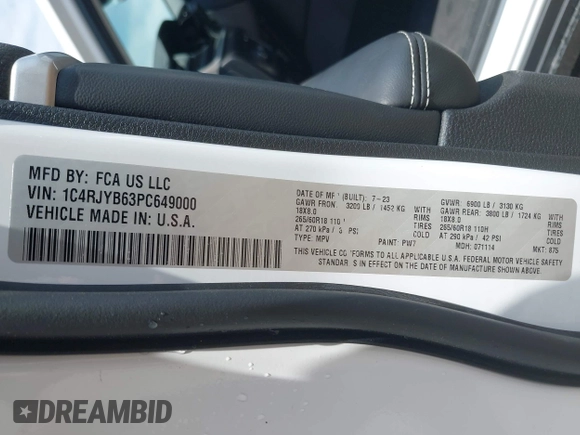 MFD BY: FCA US LLC
VIN: 1C4RJYB63PC649000
VEHICLE MADE IN: U.S.A.
DATE OF MF (BUILT): 7-23
GAWR FRONT: 3200 LB / 1452 KG WITH
18X8.0 RIMS
265/60R18 110 TIRES
AT 270 kPa / PSI COLD
TYPE: MPV PAINT: PW7
GVWR: 6900 LB / 3130 KG
GAWR REAR: 3800 LB / 1724 KG WITH
18X8.0 RIMS
265/60R18 110H TIRES
AT 290 kPa / 42 PSI COLD
MDH: 071114 MKT: 875
THIS VEHICLE CO FORMS TO ALL APPLICABLE U.S.A. FEDERAL MOTOR VEHICLE SAFETY
STANDAR S IN EFFECT ON THE DATE OF MANUFACTURE SHOWN ABOVE.
DREAMBID